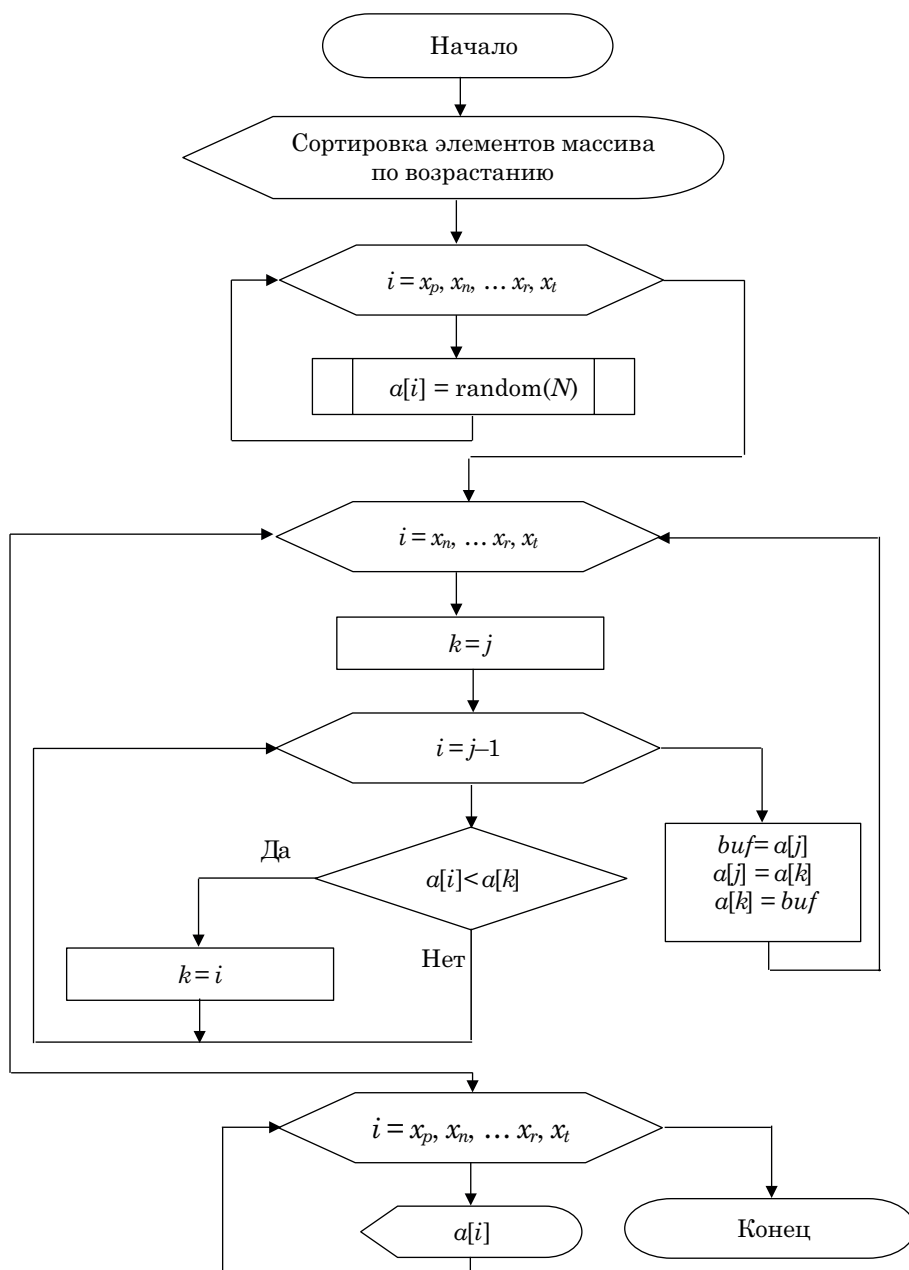 Начало
Сортировка элементов массива
по возрастанию
i = xₚ, xₙ, … xᵣ, xₜ
a[i] = random(N)
i = xₙ, … xᵣ, xₜ
k = j
i = j–1
Да
a[i]<a[k]
buf= a[j]
a[j] = a[k]
a[k] = buf
Нет
k = i
i = xₚ, xₙ, … xᵣ, xₜ
a[i]
Конец